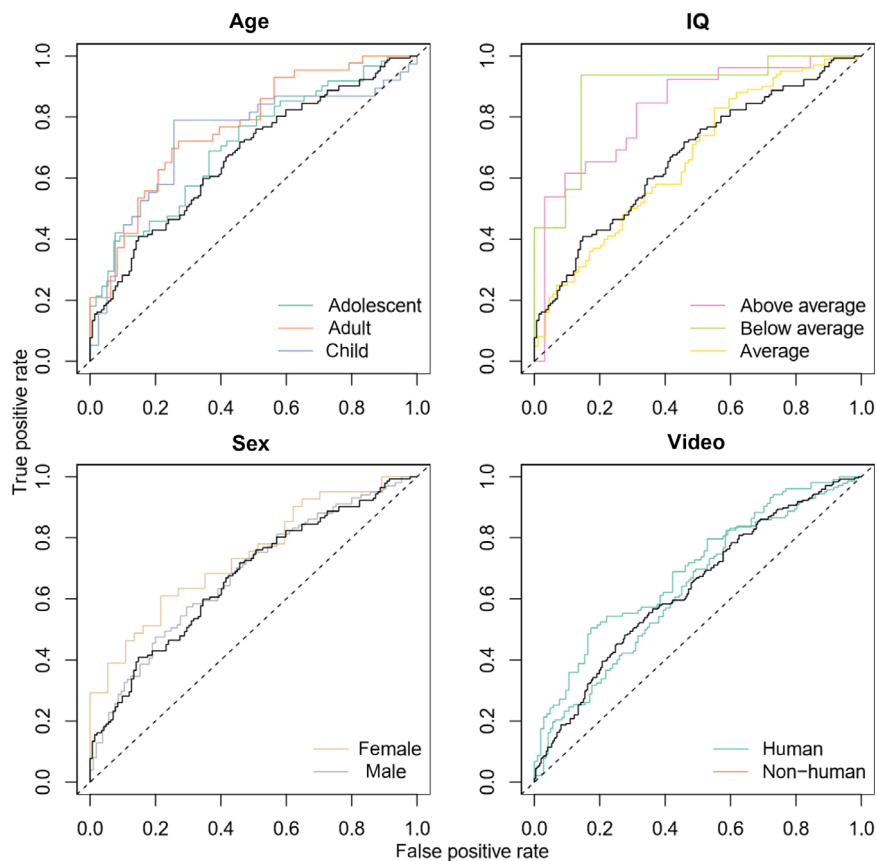 Age
IQ
1.0
0.8
0.6
0.4
0.2
0.0
Adolescent
Adult
Child
0.0 0.2 0.4 0.6 0.8 1.0
1.0
0.8
0.6
0.4
0.2
0.0
Above average
Below average
Average
0.0 0.2 0.4 0.6 0.8 1.0
True positive rate
Sex
Video
1.0
0.8
0.6
0.4
0.2
0.0
Female
Male
0.0 0.2 0.4 0.6 0.8 1.0
1.0
0.8
0.6
0.4
0.2
0.0
Human
Non−human
0.0 0.2 0.4 0.6 0.8 1.0
False positive rate